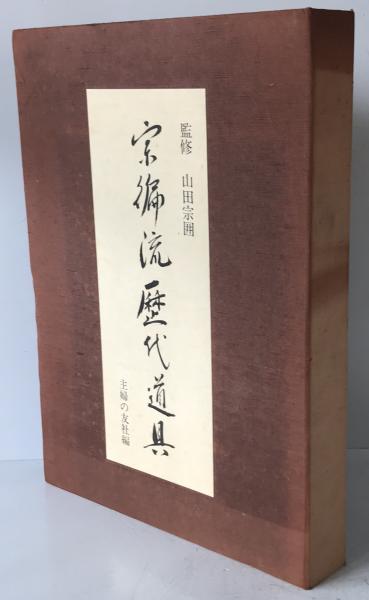 監修 山田宗囲
宗徧流歴代道具
主婦の友社編